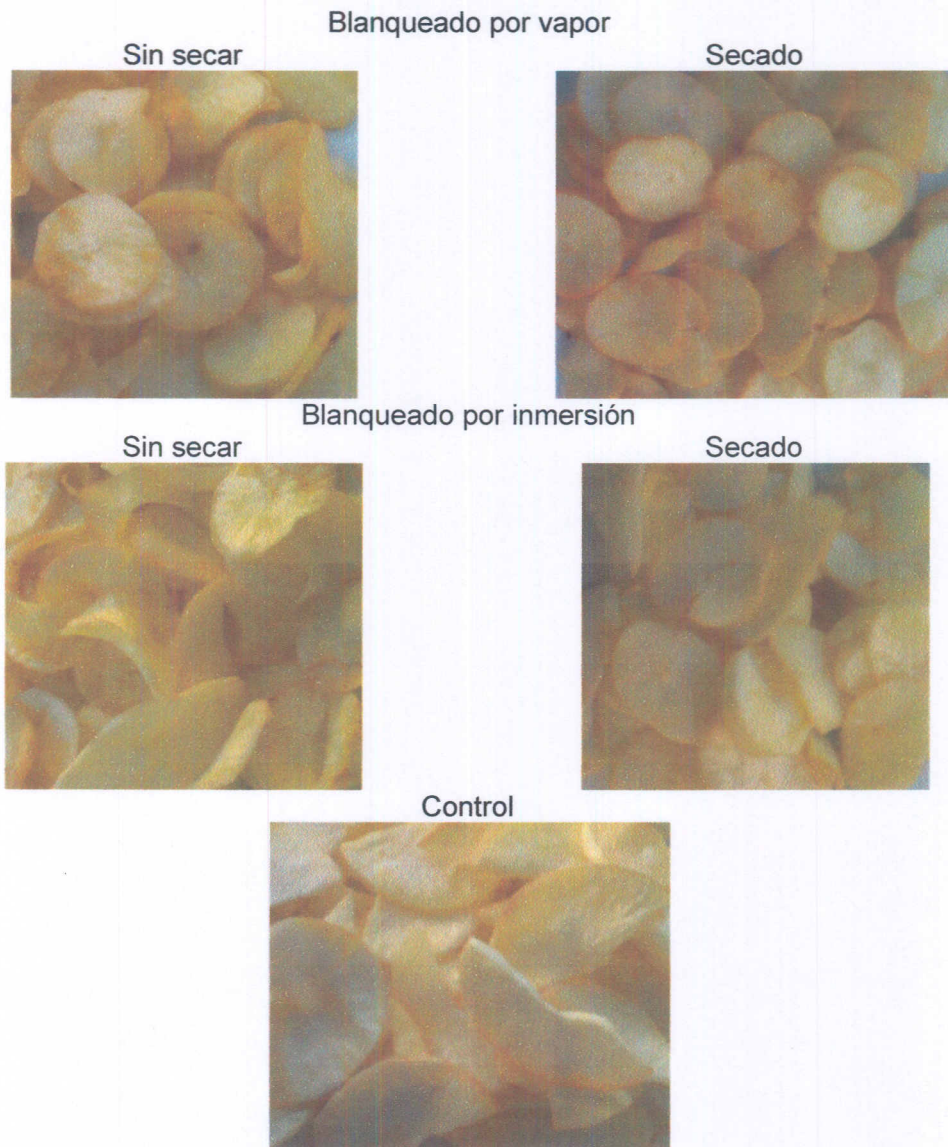 Blanqueado por vapor
Sin secar Secado
Blanqueado por inmersión
Sin secar Secado
Control